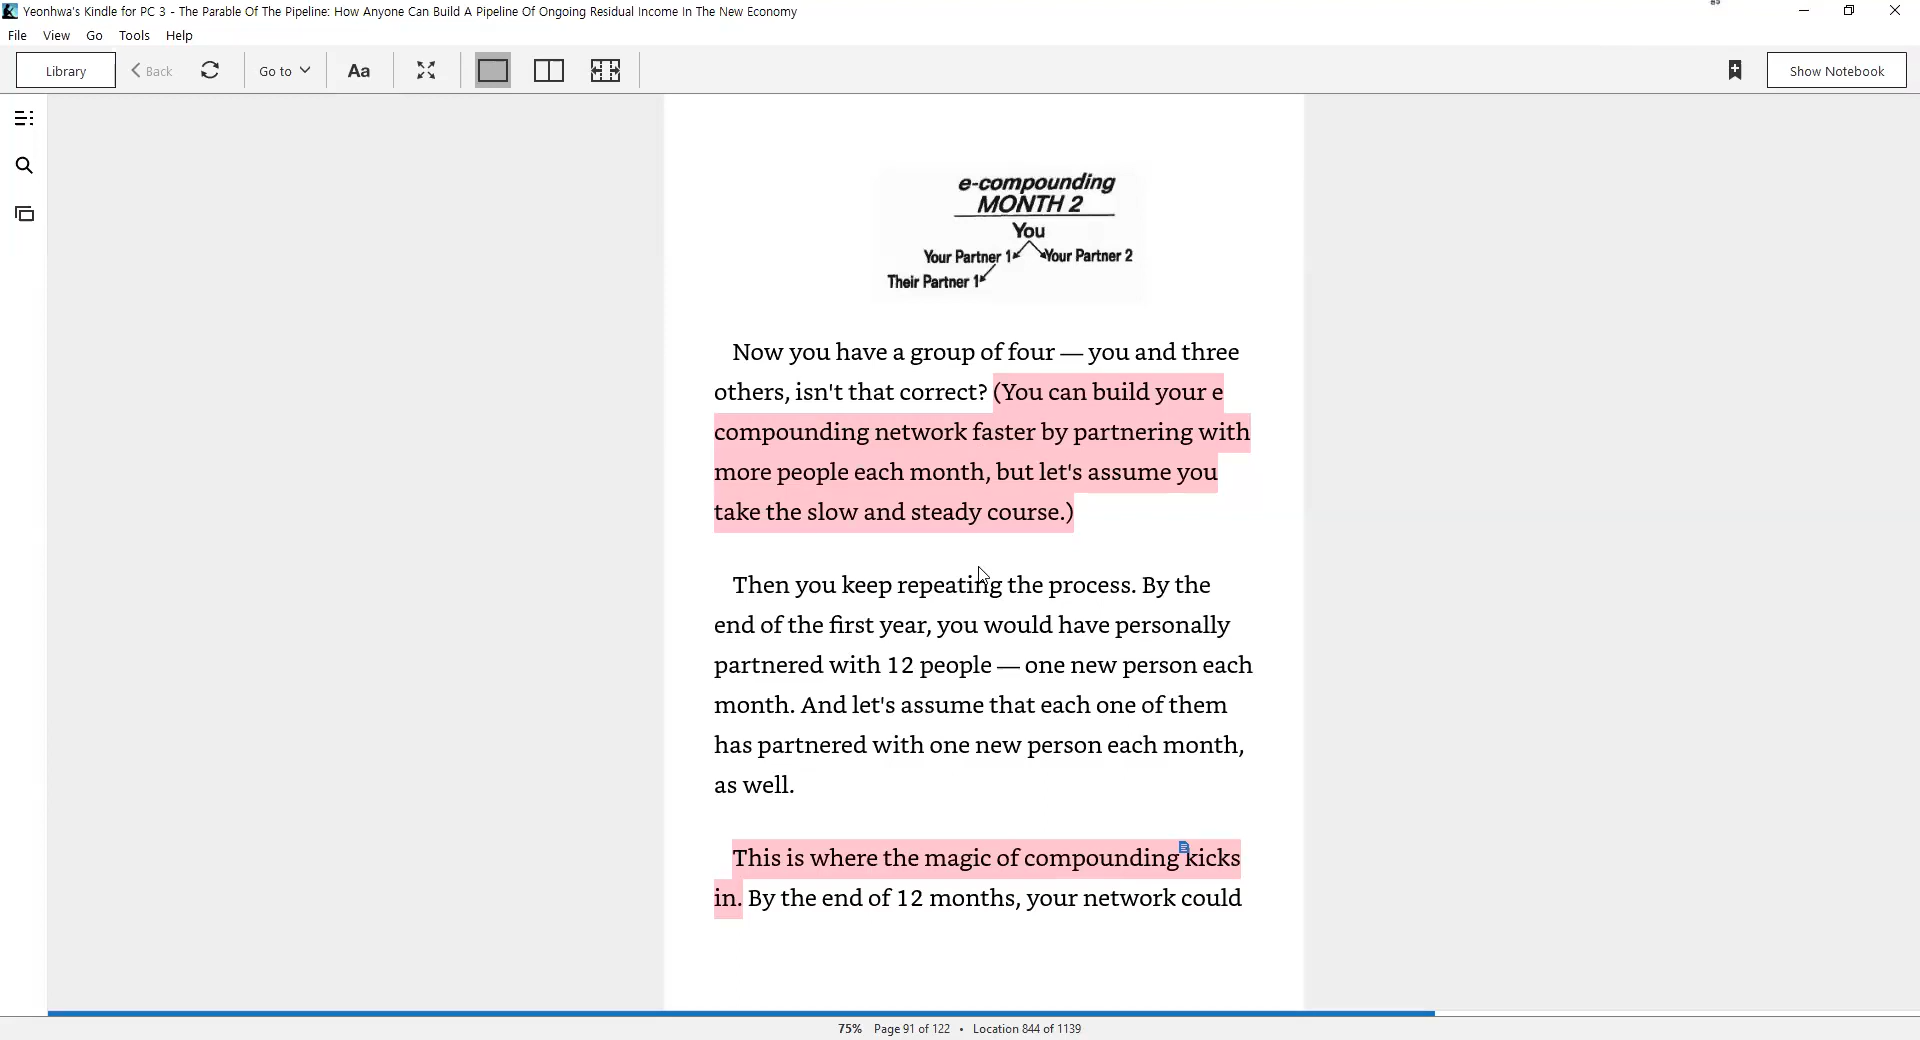 Yeonhwa's Kindle for PC 3 - The Parable Of The Pipeline: How Anyone Can Build A Pipeline Of Ongoing Residual Income In The New Economy
File View Go Tools Help
Library Back Go to Aa Show Notebook
e-compounding
MONTH 2
You
Your Partner 1 Your Partner 2
Their Partner 1
Now you have a group of four — you and three
others, isn't that correct? (You can build your e
compounding network faster by partnering with
more people each month, but let's assume you
take the slow and steady course.)
Then you keep repeating the process. By the
end of the first year, you would have personally
partnered with 12 people — one new person each
month. And let's assume that each one of them
has partnered with one new person each month,
as well.
This is where the magic of compounding kicks
in. By the end of 12 months, your network could
75% Page 91 of 122 • Location 844 of 1139